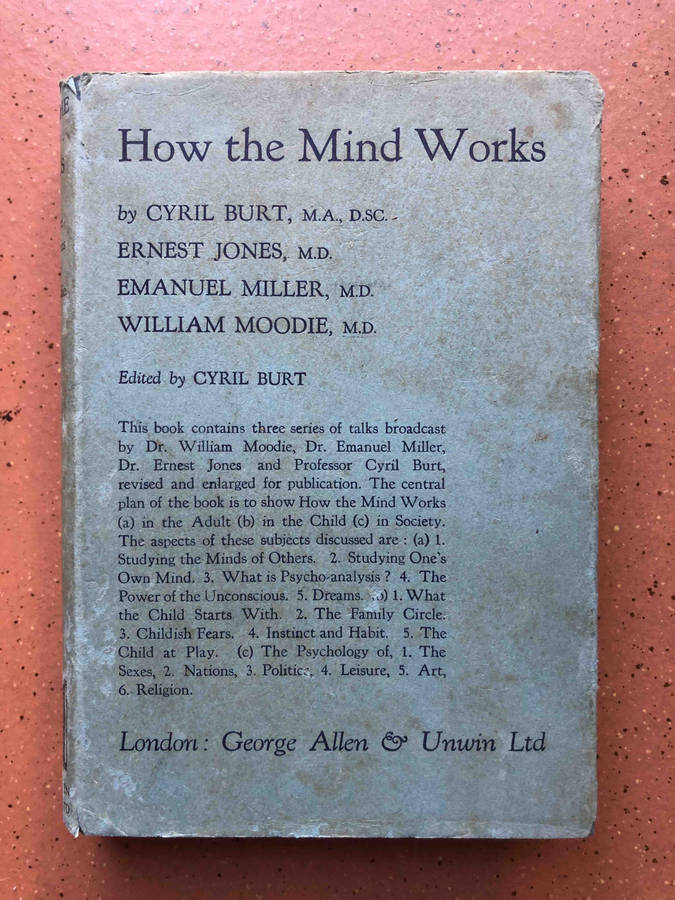 How the Mind Works
by CYRIL BURT, M.A., D.SC.
ERNEST JONES, M.D.
EMANUEL MILLER, M.D.
WILLIAM MOODIE, M.D.
Edited by CYRIL BURT
This book contains three series of talks broadcast
by Dr. William Moodie, Dr. Emanuel Miller,
Dr. Ernest Jones and Professor Cyril Burt,
revised and enlarged for publication. The central
plan of the book is to show How the Mind Works
(a) in the Adult (b) in the Child (c) in Society.
The aspects of these subjects discussed are : (a) 1.
Studying the Minds of Others. 2. Studying One's
Own Mind. 3. What is Psycho-analysis ? 4. The
Power of the Unconscious. 5. Dreams. (b) 1. What
the Child Starts With. 2. The Family Circle.
3. Childish Fears. 4. Instinct and Habit. 5. The
Child at Play. (c) The Psychology of, 1. The
Sexes, 2. Nations, 3. Politics, 4. Leisure, 5. Art,
6. Religion.
London: George Allen & Unwin Ltd